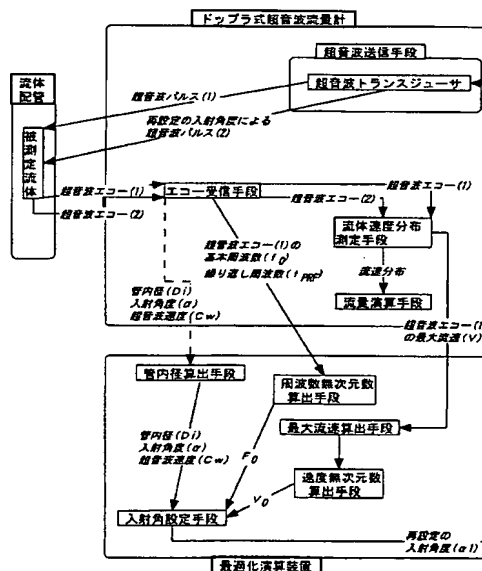 ドップラ式超音波流量計
超音波送信手段
超音波トランスジューサ
流体
配管
被測定流体
超音波パルス(1)
再設定の入射角度による
超音波パルス(2)
超音波エコー(1)
超音波エコー(2)
エコー受信手段
超音波エコー(1)
超音波エコー(2)
流体速度分布
測定手段
超音波エコー(1)の
基本周波数(f0)
繰り返し周波数(fPRF)
流速分布
流量演算手段
管内径(Di)
入射角度(α)
超音波速度(Cw)
超音波エコー(1)
の最大流速(V)
管内径算出手段
周波数無次元数
算出手段
最大流速算出手段
管内径(Di)
入射角度(α)
超音波速度(Cw)
F0
速度無次元数
算出手段
V0
入射角設定手段
再設定の
入射角度(α1)
最適化演算装置